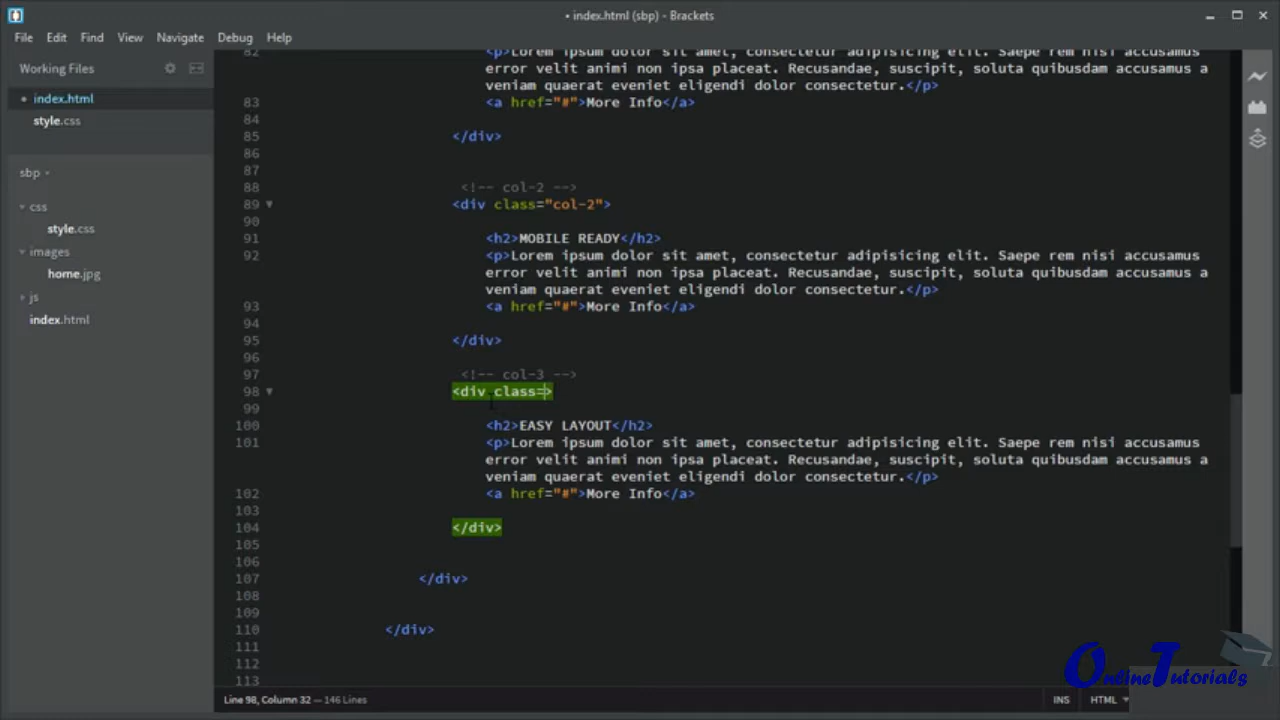 • index.html (sbp) - Brackets
File Edit Find View Navigate Debug Help
Working Files
• index.html
style.css
sbp
css
style.css
images
home.jpg
js
index.html
82 <p>Lorem ipsum dolor sit amet, consectetur adipisicing elit. Saepe rem nisi accusamus
error velit animi non ipsa placeat. Recusandae, suscipit, soluta quibusdam accusamus a
veniam quaerat eveniet eligendi dolor consectetur.</p>
83 <a href="#">More Info</a>
84
85 </div>
86
87
88 <!-- col-2 -->
89 <div class="col-2">
90
91 <h2>MOBILE READY</h2>
92 <p>Lorem ipsum dolor sit amet, consectetur adipisicing elit. Saepe rem nisi accusamus
error velit animi non ipsa placeat. Recusandae, suscipit, soluta quibusdam accusamus a
veniam quaerat eveniet eligendi dolor consectetur.</p>
93 <a href="#">More Info</a>
94
95 </div>
96
97 <!-- col-3 -->
98 <div class=>
99
100 <h2>EASY LAYOUT</h2>
101 <p>Lorem ipsum dolor sit amet, consectetur adipisicing elit. Saepe rem nisi accusamus
error velit animi non ipsa placeat. Recusandae, suscipit, soluta quibusdam accusamus a
veniam quaerat eveniet eligendi dolor consectetur.</p>
102 <a href="#">More Info</a>
103
104 </div>
105
106
107 </div>
108
109
110 </div>
111
112
113
OnlineTutorials
Line 98, Column 32 — 146 Lines
INS HTML